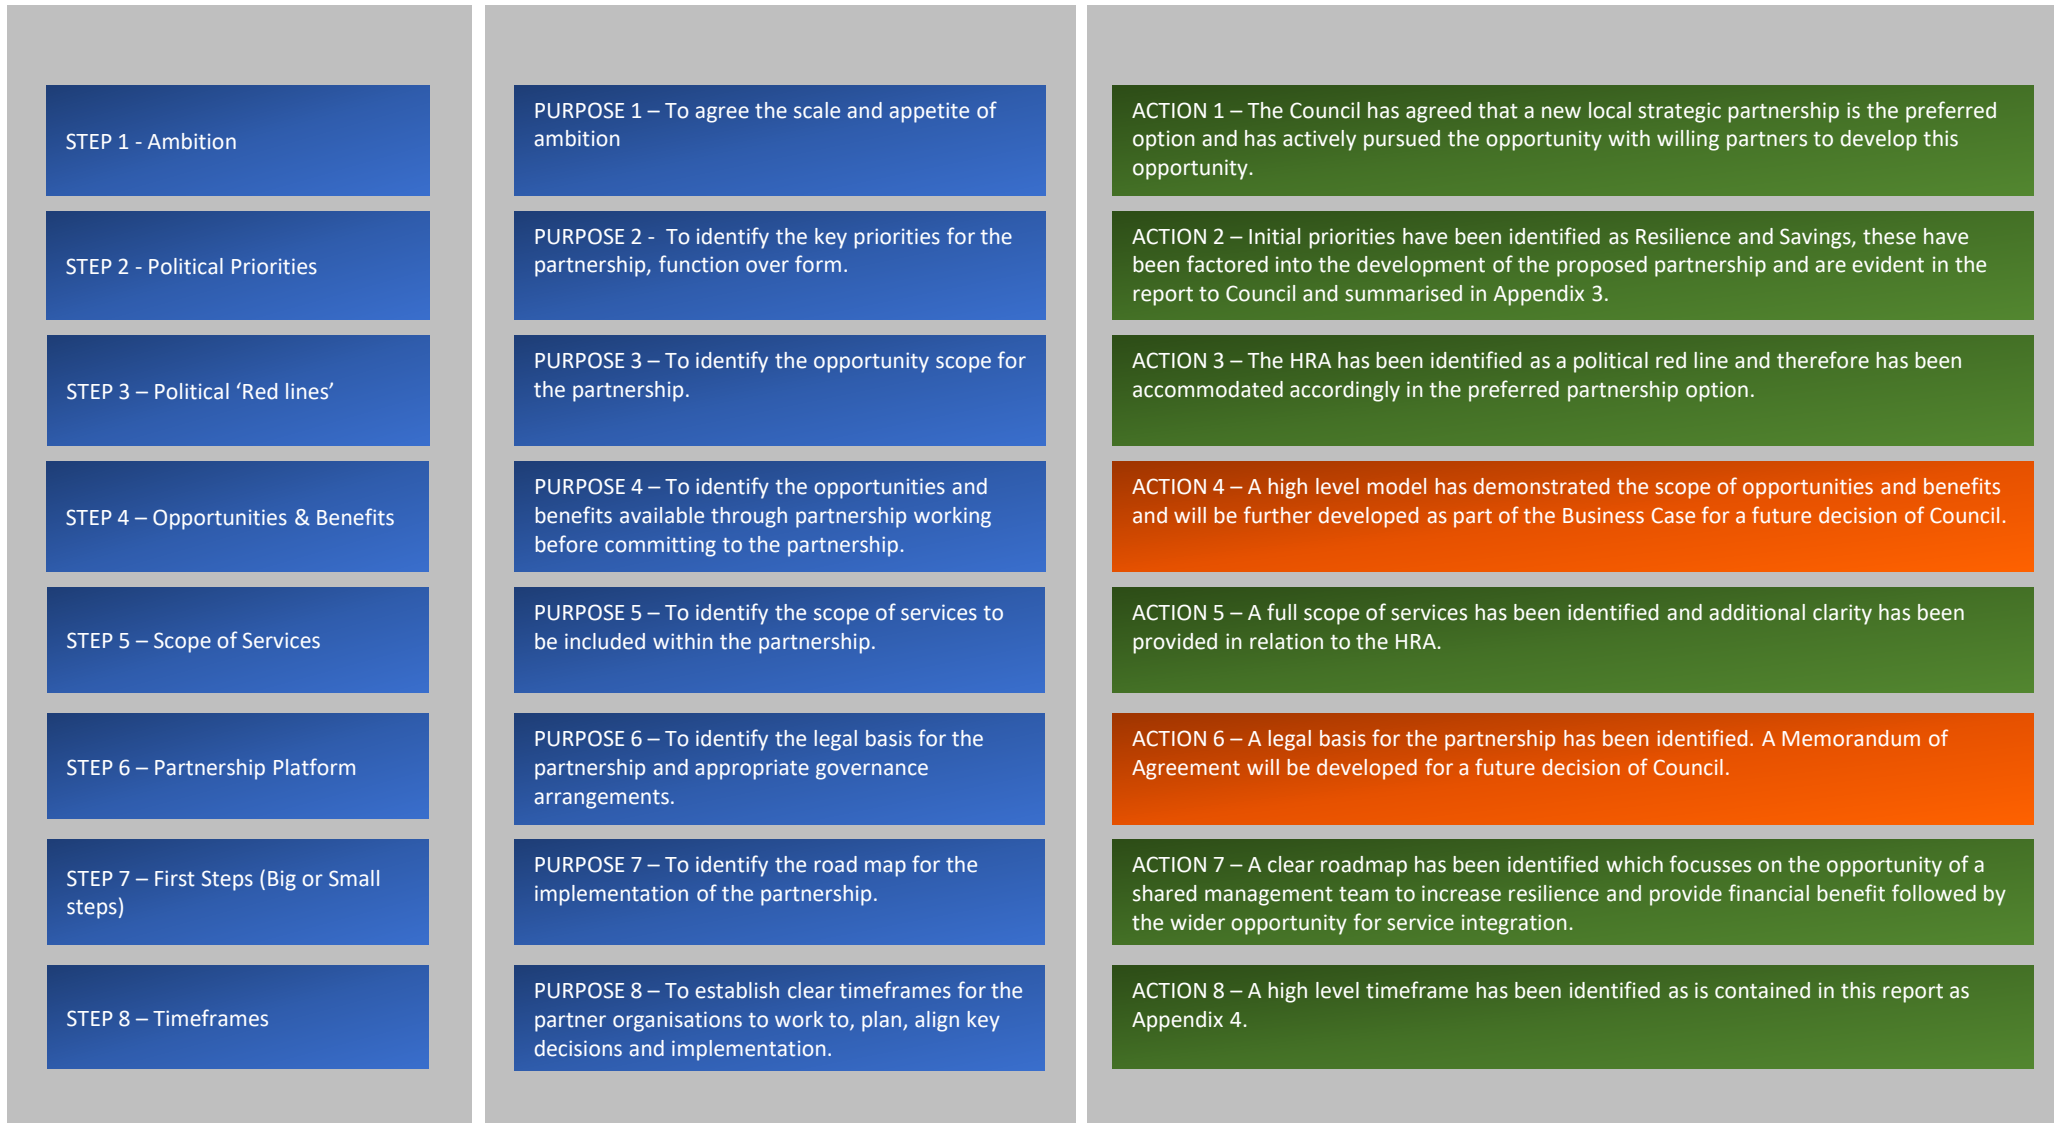 STEP 1 - Ambition
PURPOSE 1 – To agree the scale and appetite of
ambition
ACTION 1 – The Council has agreed that a new local strategic partnership is the preferred
option and has actively pursued the opportunity with willing partners to develop this
opportunity.
STEP 2 - Political Priorities
PURPOSE 2 -  To identify the key priorities for the
partnership, function over form.
ACTION 2 – Initial priorities have been identified as Resilience and Savings, these have
been factored into the development of the proposed partnership and are evident in the
report to Council and summarised in Appendix 3.
STEP 3 – Political ‘Red lines’
PURPOSE 3 – To identify the opportunity scope for
the partnership.
ACTION 3 – The HRA has been identified as a political red line and therefore has been
accommodated accordingly in the preferred partnership option.
STEP 4 – Opportunities & Benefits
PURPOSE 4 – To identify the opportunities and
benefits available through partnership working
before committing to the partnership.
ACTION 4 – A high level model has demonstrated the scope of opportunities and benefits
and will be further developed as part of the Business Case for a future decision of Council.
STEP 5 – Scope of Services
PURPOSE 5 – To identify the scope of services to
be included within the partnership.
ACTION 5 – A full scope of services has been identified and additional clarity has been
provided in relation to the HRA.
STEP 6 – Partnership Platform
PURPOSE 6 – To identify the legal basis for the
partnership and appropriate governance
arrangements.
ACTION 6 – A legal basis for the partnership has been identified. A Memorandum of
Agreement will be developed for a future decision of Council.
STEP 7 – First Steps (Big or Small
steps)
PURPOSE 7 – To identify the road map for the
implementation of the partnership.
ACTION 7 – A clear roadmap has been identified which focusses on the opportunity of a
shared management team to increase resilience and provide financial benefit followed by
the wider opportunity for service integration.
STEP 8 – Timeframes
PURPOSE 8 – To establish clear timeframes for the
partner organisations to work to, plan, align key
decisions and implementation.
ACTION 8 – A high level timeframe has been identified as is contained in this report as
Appendix 4.